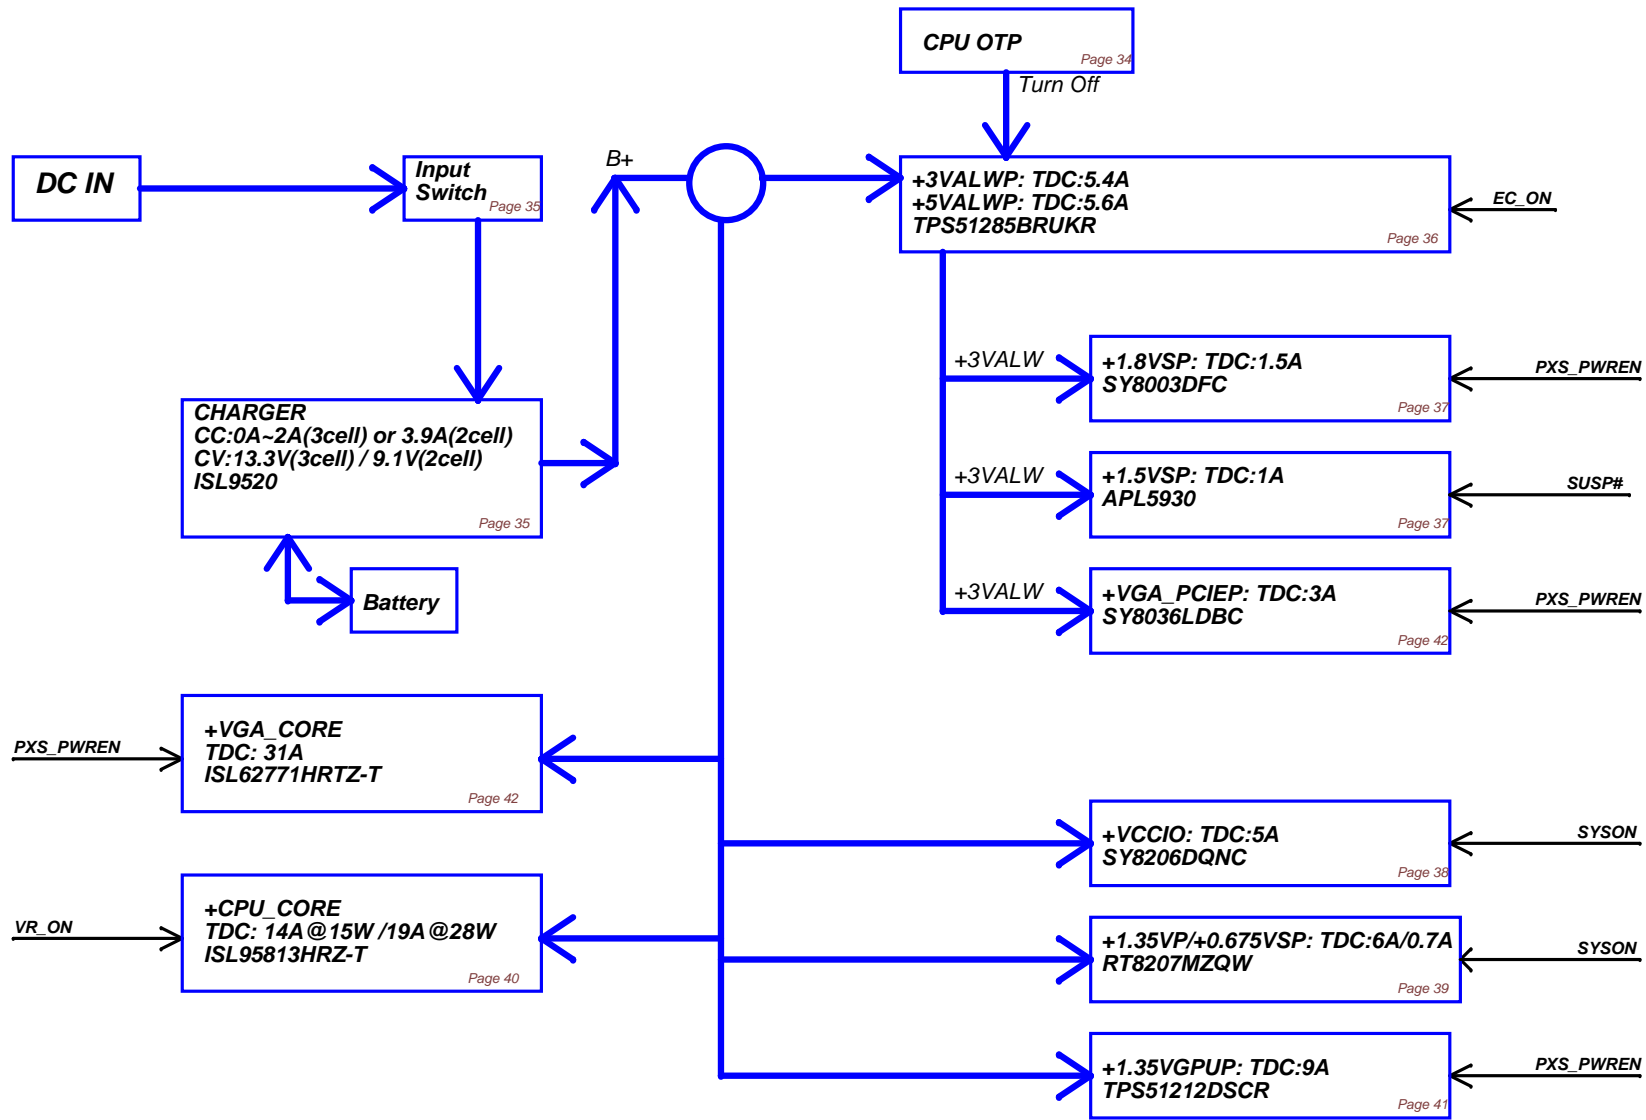 CPU OTP
Page 34
Turn Off
DC IN
Input
Switch
Page 35
B+
+3VALWP: TDC:5.4A
+5VALWP: TDC:5.6A
TPS51285BRUKR
Page 36
EC_ON
+3VALW
+1.8VSP: TDC:1.5A
SY8003DFC
Page 37
PXS_PWREN
CHARGER
CC:0A~2A(3cell) or 3.9A(2cell)
CV:13.3V(3cell) / 9.1V(2cell)
ISL9520
Page 35
+3VALW
+1.5VSP: TDC:1A
APL5930
Page 37
SUSP#
Battery
+3VALW
+VGA_PCIEP: TDC:3A
SY8036LDBC
Page 42
PXS_PWREN
PXS_PWREN
+VGA_CORE
TDC: 31A
ISL62771HRTZ-T
Page 42
+VCCIO: TDC:5A
SY8206DQNC
Page 38
SYSON
VR_ON
+CPU_CORE
TDC: 14A@15W /19A@28W
ISL95813HRZ-T
Page 40
+1.35VP/+0.675VSP: TDC:6A/0.7A
RT8207MZQW
Page 39
SYSON
+1.35VGPUP: TDC:9A
TPS51212DSCR
Page 41
PXS_PWREN